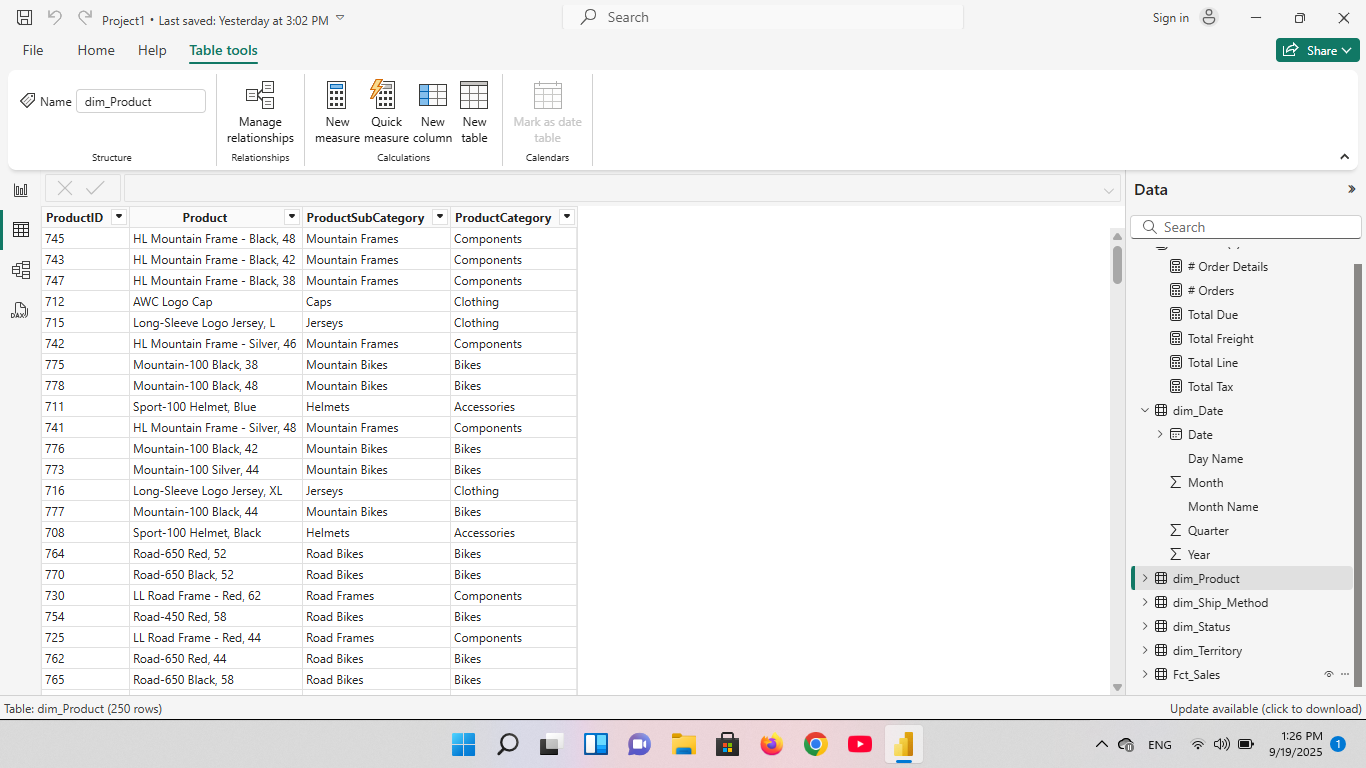 Project1 • Last saved: Yesterday at 3:02 PM
Search
Sign in
File Home Help Table tools
Share
Name dim_Product
Manage relationships
New measure
Quick measure
New column
New table
Mark as date table
Structure Relationships Calculations Calendars
Data
Search
ProductID Product ProductSubCategory ProductCategory
745 HL Mountain Frame - Black, 48 Mountain Frames Components
743 HL Mountain Frame - Black, 42 Mountain Frames Components
747 HL Mountain Frame - Black, 38 Mountain Frames Components
712 AWC Logo Cap Caps Clothing
715 Long-Sleeve Logo Jersey, L Jerseys Clothing
742 HL Mountain Frame - Silver, 46 Mountain Frames Components
775 Mountain-100 Black, 38 Mountain Bikes Bikes
778 Mountain-100 Black, 48 Mountain Bikes Bikes
711 Sport-100 Helmet, Blue Helmets Accessories
741 HL Mountain Frame - Silver, 48 Mountain Frames Components
776 Mountain-100 Black, 42 Mountain Bikes Bikes
773 Mountain-100 Silver, 44 Mountain Bikes Bikes
716 Long-Sleeve Logo Jersey, XL Jerseys Clothing
777 Mountain-100 Black, 44 Mountain Bikes Bikes
708 Sport-100 Helmet, Black Helmets Accessories
764 Road-650 Red, 52 Road Bikes Bikes
770 Road-650 Black, 52 Road Bikes Bikes
730 LL Road Frame - Red, 62 Road Frames Components
754 Road-450 Red, 58 Road Bikes Bikes
725 LL Road Frame - Red, 44 Road Frames Components
762 Road-650 Red, 44 Road Bikes Bikes
765 Road-650 Black, 58 Road Bikes Bikes
# Order Details
# Orders
Total Due
Total Freight
Total Line
Total Tax
dim_Date
Date
Day Name
Month
Month Name
Quarter
Year
dim_Product
dim_Ship_Method
dim_Status
dim_Territory
Fct_Sales
DAX
Table: dim_Product (250 rows)
Update available (click to download)
ENG
1:26 PM
9/19/2025
1